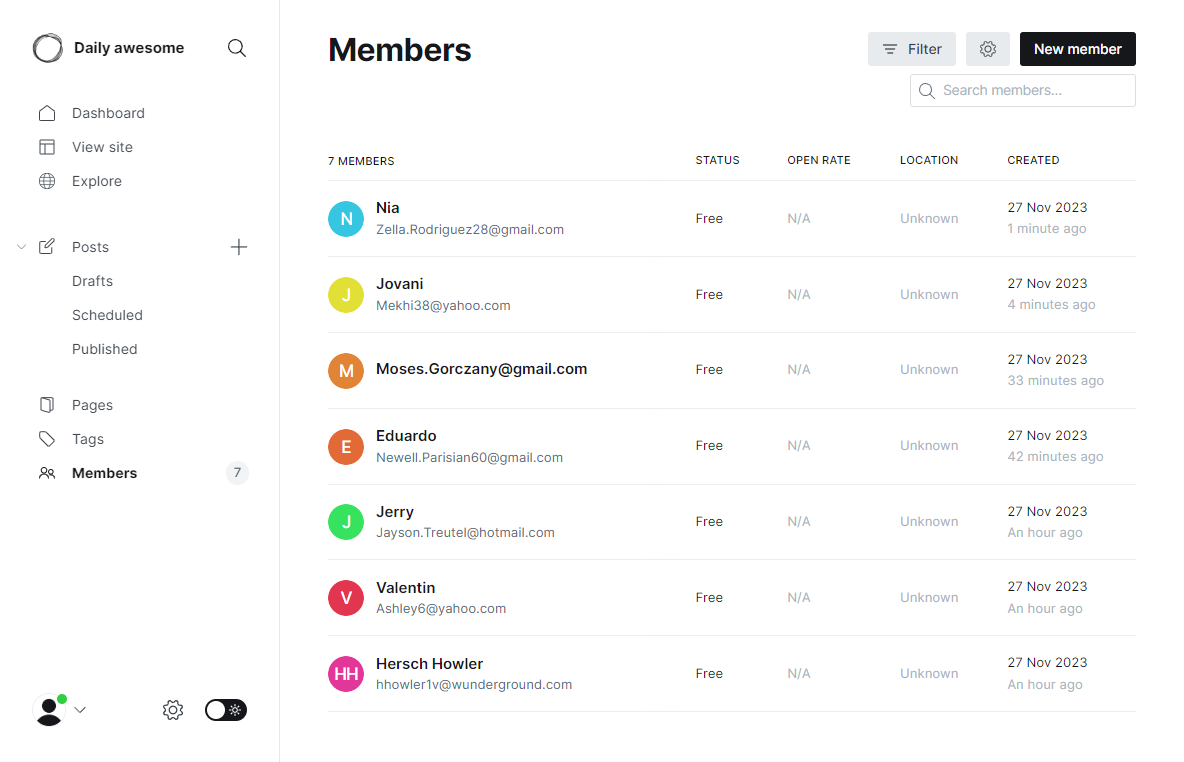 Daily awesome
Dashboard
View site
Explore
Posts
Drafts
Scheduled
Published
Pages
Tags
Members 7
Members
Filter
New member
Search members...
7 MEMBERS STATUS OPEN RATE LOCATION CREATED
N Nia Zella.Rodriguez28@gmail.com Free N/A Unknown 27 Nov 2023 1 minute ago
J Jovani Mekhi38@yahoo.com Free N/A Unknown 27 Nov 2023 4 minutes ago
M Moses.Gorczany@gmail.com Free N/A Unknown 27 Nov 2023 33 minutes ago
E Eduardo Newell.Parisian60@gmail.com Free N/A Unknown 27 Nov 2023 42 minutes ago
J Jerry Jayson.Treutel@hotmail.com Free N/A Unknown 27 Nov 2023 An hour ago
V Valentin Ashley6@yahoo.com Free N/A Unknown 27 Nov 2023 An hour ago
HH Hersch Howler hhowler1v@wunderground.com Free N/A Unknown 27 Nov 2023 An hour ago